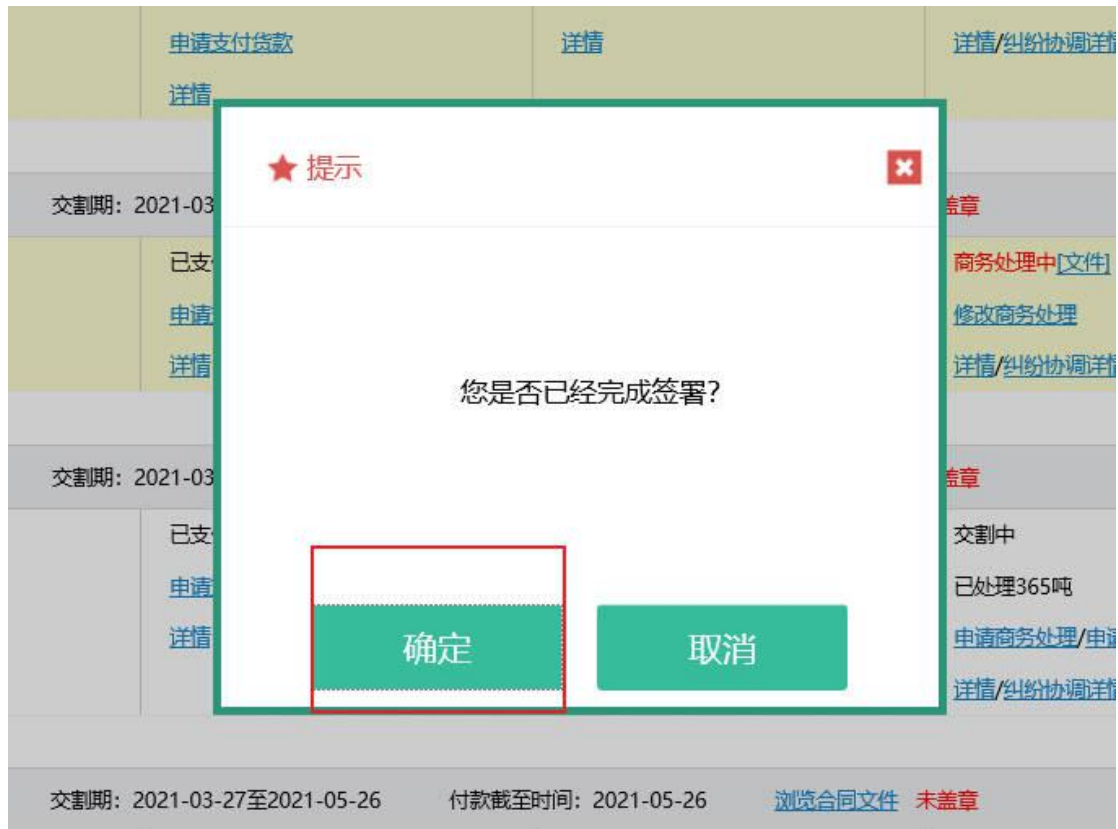 申请支付货款 详情 详情/纠纷协调详情
详情
★ 提示
交割期：2021-03 盖章
已支付 商务处理中[文件]
申请 修改商务处理
详情 详情/纠纷协调详情
您是否已经完成签署？
交割期：2021-03 盖章
已支 交割中
申请 已处理365吨
确定 取消
详情 申请商务处理/申请
详情/纠纷协调详情
交割期：2021-03-27至2021-05-26 付款截至时间：2021-05-26 浏览合同文件 未盖章